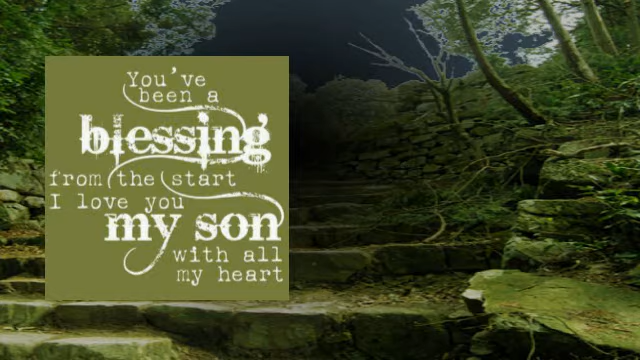 You've
been a
blessing
from the start
I love you
my son
with all
my heart